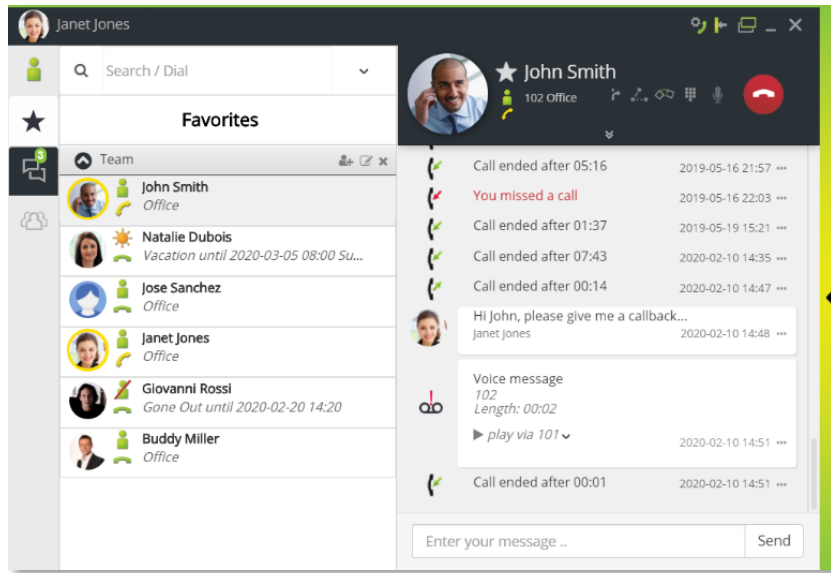 Janet Jones
Search / Dial
Favorites
3
Team
John Smith
Office
Natalie Dubois
Vacation until 2020-03-05 08:00 Su...
Jose Sanchez
Office
Janet Jones
Office
Giovanni Rossi
Gone Out until 2020-02-20 14:20
Buddy Miller
Office
John Smith
102 Office
Call ended after 05:16 2019-05-16 21:57
You missed a call 2019-05-16 22:03
Call ended after 01:37 2019-05-19 15:21
Call ended after 07:43 2020-02-10 14:35
Call ended after 00:14 2020-02-10 14:47
Hi John, please give me a callback...
Janet Jones 2020-02-10 14:48
Voice message
102
Length: 00:02
play via 101
2020-02-10 14:51
Call ended after 00:01 2020-02-10 14:51
Enter your message .. Send